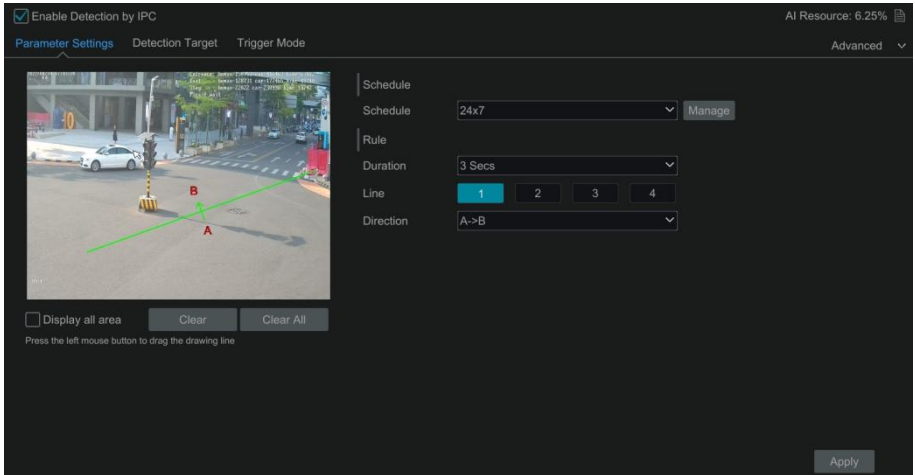 Enable Detection by IPC
AI Resource: 6.25%
Parameter Settings
Detection Target
Trigger Mode
Advanced
Schedule
Schedule
24x7
Manage
Rule
Duration
3 Secs
Line
1
2
3
4
Direction
A->B
10
B
A
Display all area
Clear
Clear All
Press the left mouse button to drag the drawing line
Apply